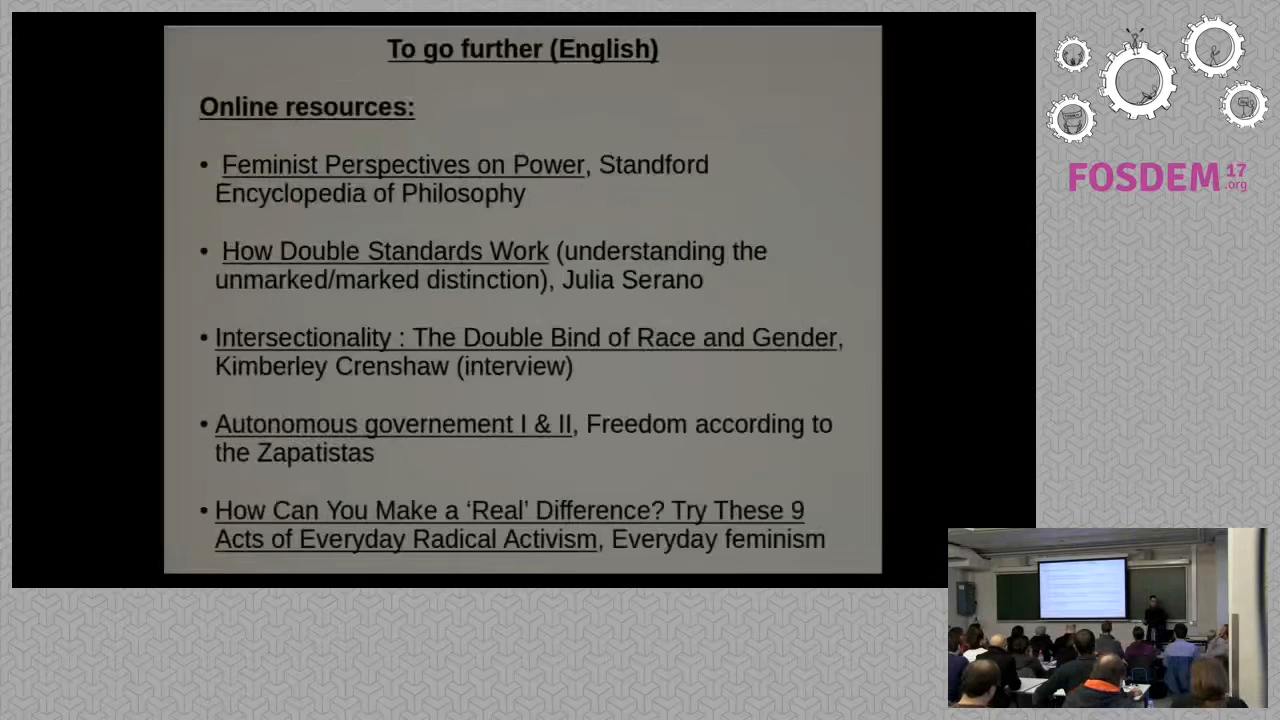 To go further (English)
Online resources:
• Feminist Perspectives on Power, Standford
Encyclopedia of Philosophy
• How Double Standards Work (understanding the
unmarked/marked distinction), Julia Serano
• Intersectionality : The Double Bind of Race and Gender,
Kimberley Crenshaw (interview)
• Autonomous governement I & II, Freedom according to
the Zapatistas
• How Can You Make a ‘Real’ Difference? Try These 9
Acts of Everyday Radical Activism, Everyday feminism
FOSDEM 17
.org